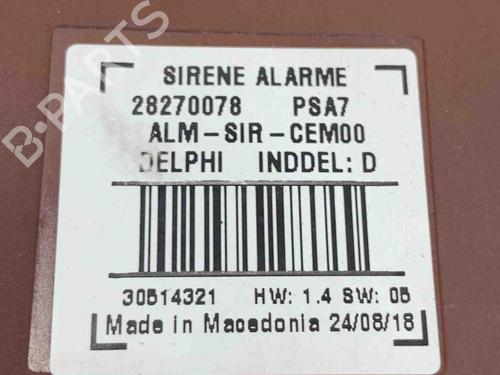 SIRENE ALARME
28270078 PSA7
ALM-SIR-CEM00
DELPHI INDDEL: D
30514321 HW: 1.4 SW: 05
Made in Macedonia 24/08/18
B-PARTS